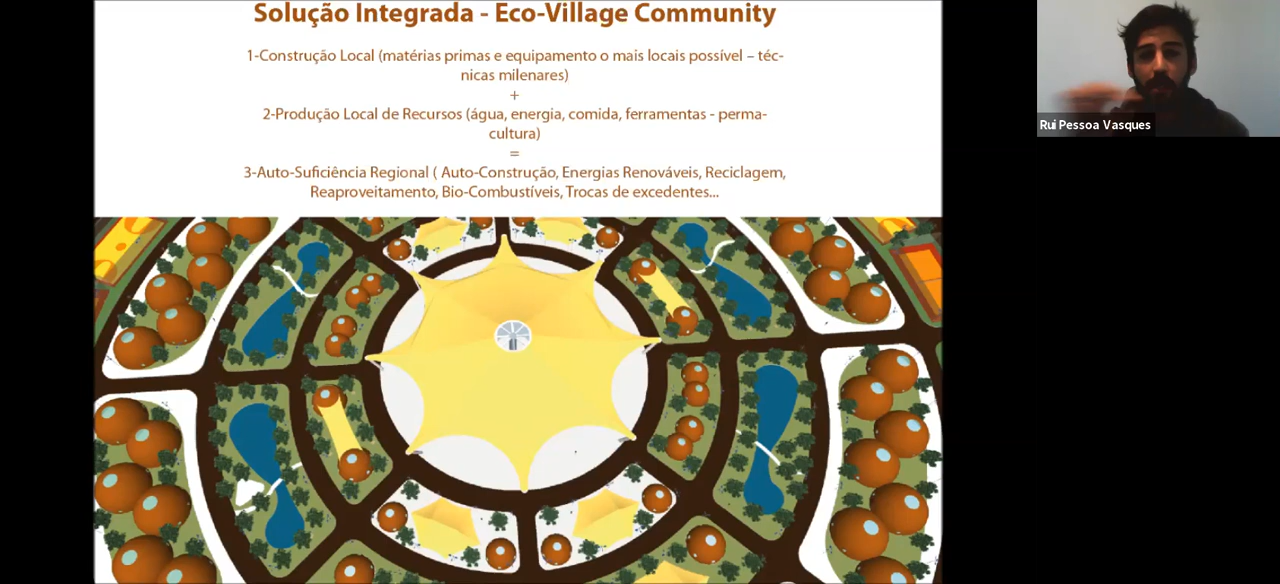 Solução Integrada - Eco-Village Community
1-Construção Local (matérias primas e equipamento o mais locais possível – téc-
nicas milenares)
+
2-Produção Local de Recursos (água, energia, comida, ferramentas - perma-
cultura)
=
3-Auto-Suficiência Regional ( Auto-Construção, Energias Renováveis, Reciclagem,
Reaproveitamento, Bio-Combustíveis, Trocas de excedentes...
Rui Pessoa Vasques